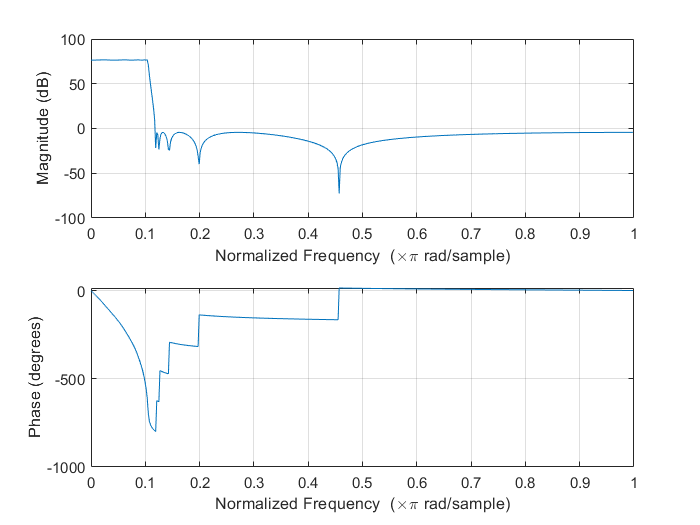 100
50
0
-50
-100
Magnitude (dB)
0 0.1 0.2 0.3 0.4 0.5 0.6 0.7 0.8 0.9 1
Normalized Frequency (×π rad/sample)
0
-500
-1000
Phase (degrees)
0 0.1 0.2 0.3 0.4 0.5 0.6 0.7 0.8 0.9 1
Normalized Frequency (×π rad/sample)